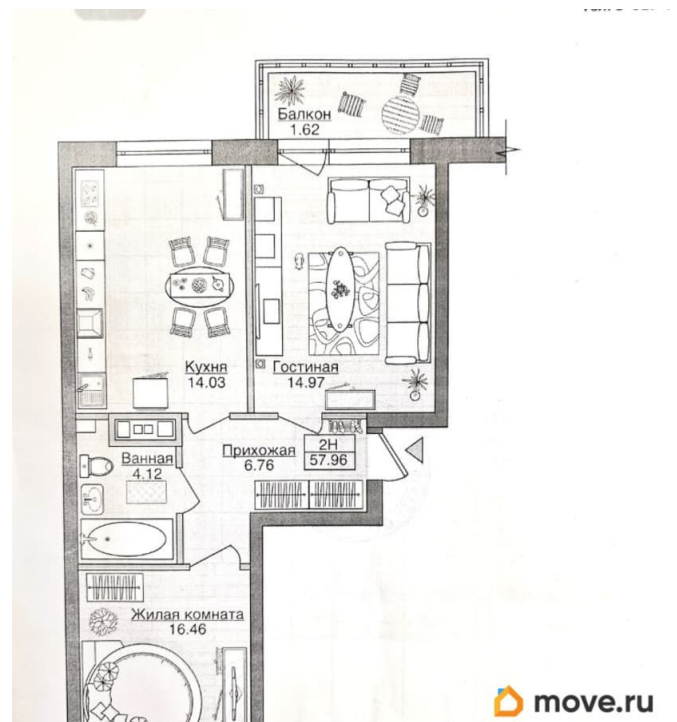 Балкон
1.62
Кухня
14.03
Гостиная
14.97
Ванная
4.12
Прихожая
6.76
2Н
57.96
Жилая комната
16.46
move.ru